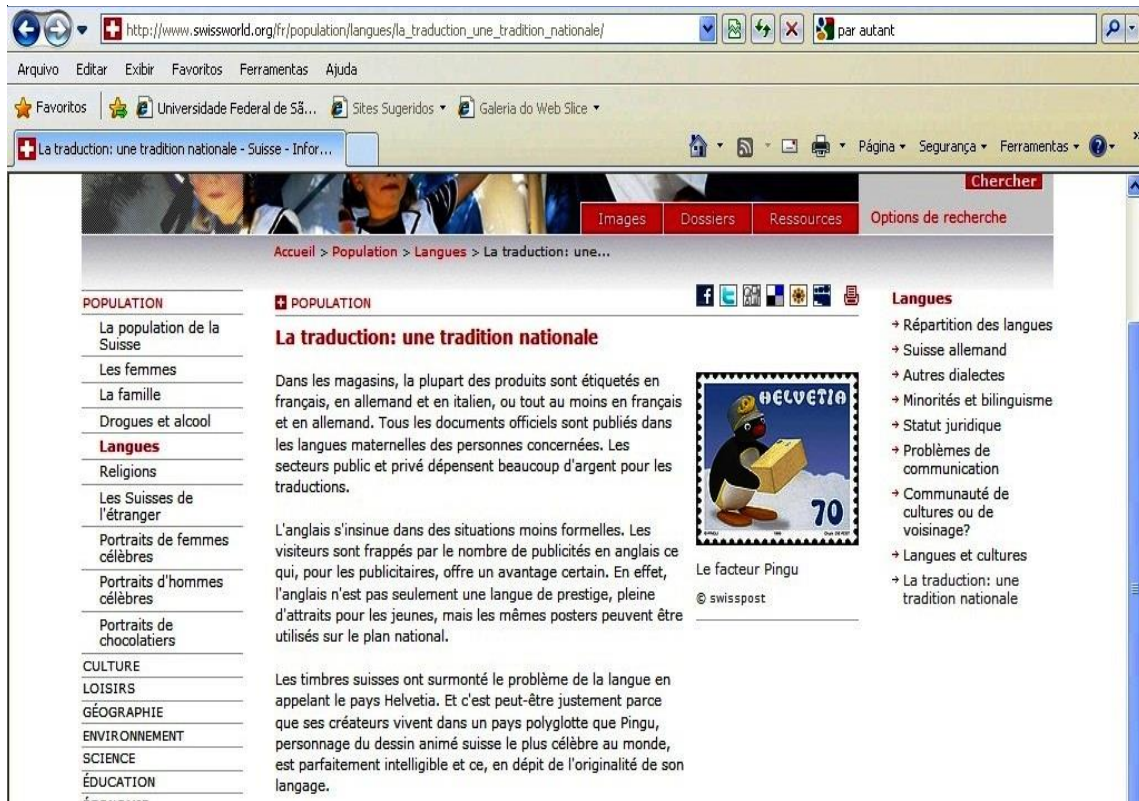 http://www.swissworld.org/fr/population/langues/la_traduction_une_tradition_nationale/
par autant
Arquivo Editar Exibir Favoritos Ferramentas Ajuda
Favoritos
Universidade Federal de Sã...
Sites Sugeridos
Galeria do Web Slice
La traduction: une tradition nationale - Suisse - Infor...
Página Segurança Ferramentas
Chercher
Images Dossiers Ressources
Options de recherche
Accueil > Population > Langues > La traduction: une...
POPULATION
La population de la
Suisse
Les femmes
La famille
Drogues et alcool
Langues
Religions
Les Suisses de
l'étranger
Portraits de femmes
célèbres
Portraits d'hommes
célèbres
Portraits de
chocolatiers
CULTURE
LOISIRS
GÉOGRAPHIE
ENVIRONNEMENT
SCIENCE
ÉDUCATION
POPULATION
La traduction: une tradition nationale
Dans les magasins, la plupart des produits sont étiquetés en
français, en allemand et en italien, ou tout au moins en français
et en allemand. Tous les documents officiels sont publiés dans
les langues maternelles des personnes concernées. Les
secteurs public et privé dépensent beaucoup d'argent pour les
traductions.
L'anglais s'insinue dans des situations moins formelles. Les
visiteurs sont frappés par le nombre de publicités en anglais ce
qui, pour les publicitaires, offre un avantage certain. En effet,
l'anglais n'est pas seulement une langue de prestige, pleine
d'attraits pour les jeunes, mais les mêmes posters peuvent être
utilisés sur le plan national.
Les timbres suisses ont surmonté le problème de la langue en
appelant le pays Helvetia. Et c'est peut-être justement parce
que ses créateurs vivent dans un pays polyglotte que Pingu,
personnage du dessin animé suisse le plus célèbre au monde,
est parfaitement intelligible et ce, en dépit de l'originalité de son
langage.
HELVETIA
70
Le facteur Pingu
© swisspost
Langues
Répartition des langues
Suisse allemand
Autres dialectes
Minorités et bilinguisme
Statut juridique
Problèmes de
communication
Communauté de
cultures ou de
voisinage?
Langues et cultures
La traduction: une
tradition nationale